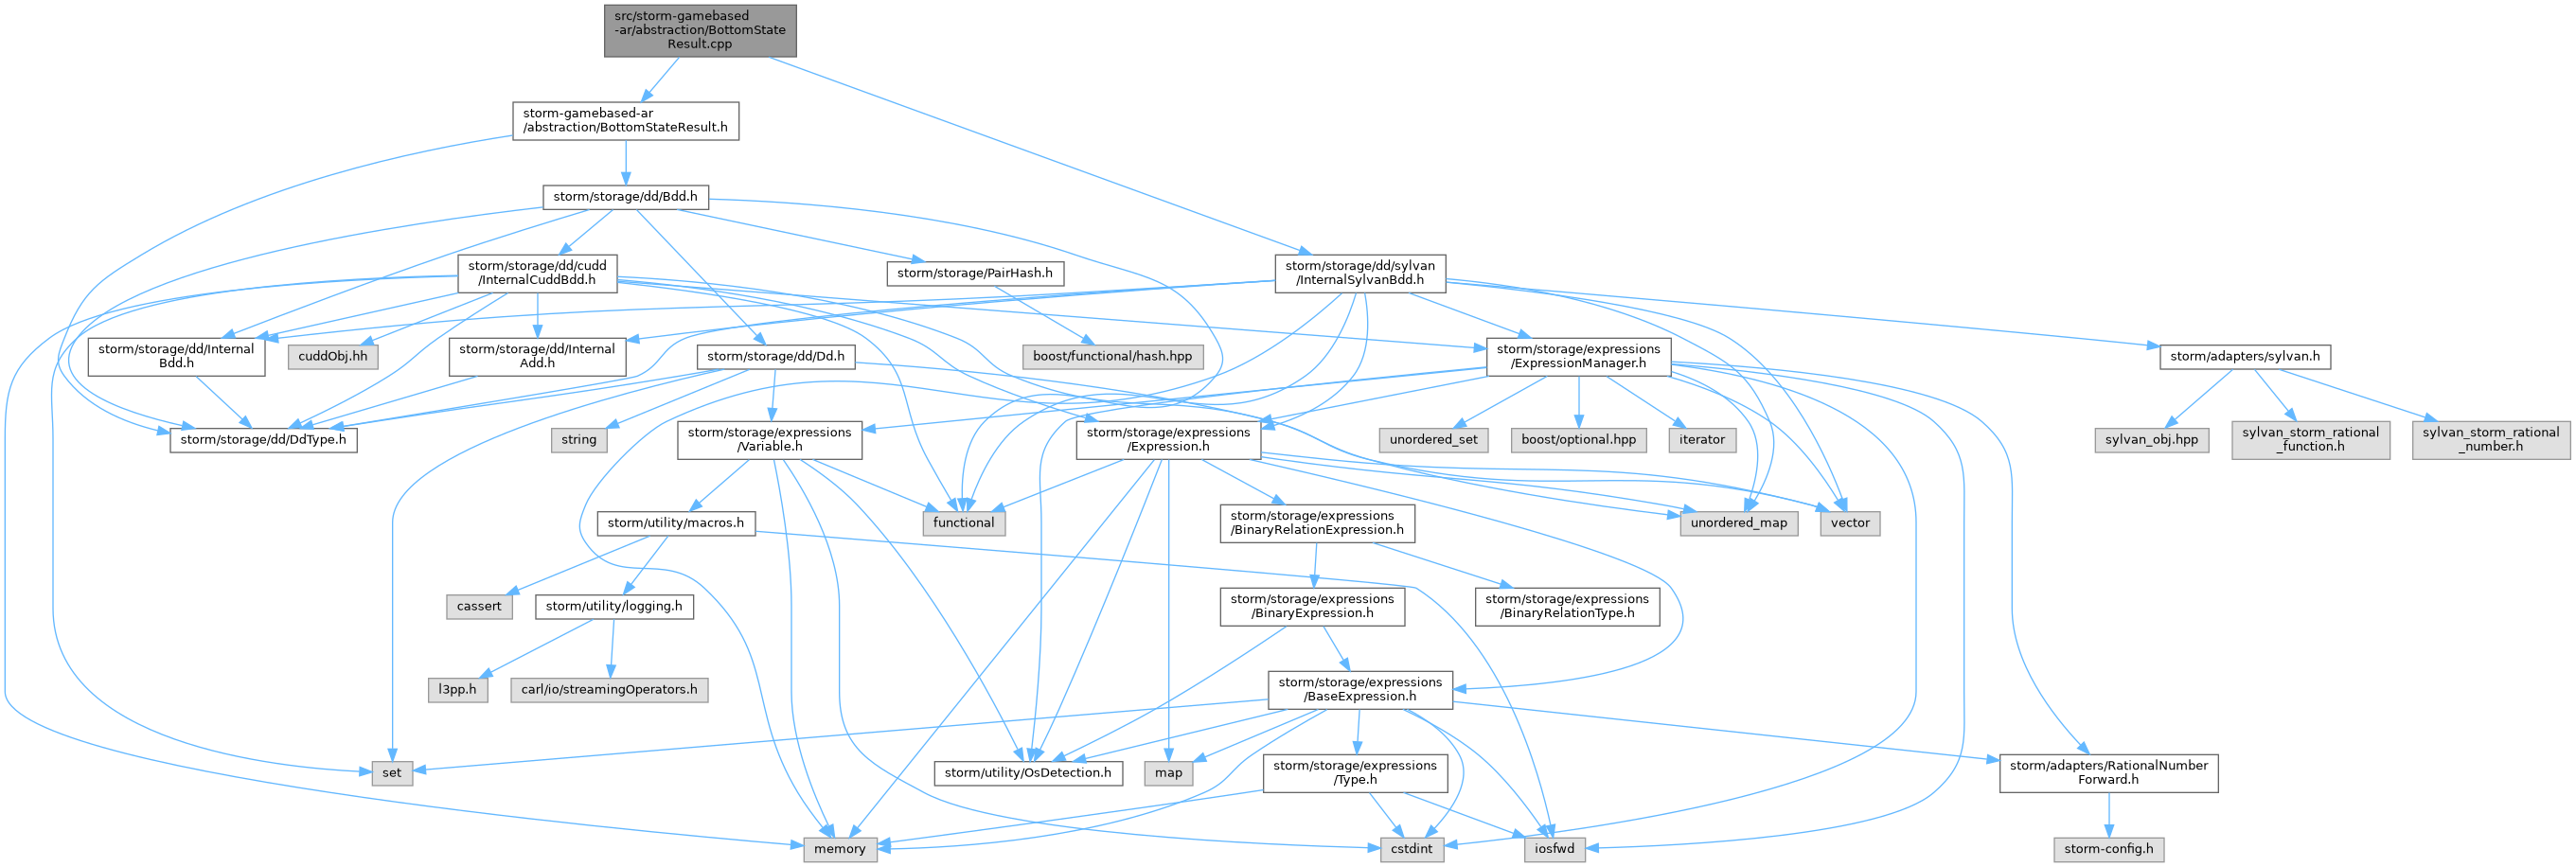 src/storm-gamebased
-ar/abstraction/BottomState
Result.cpp
storm-gamebased-ar
/abstraction/BottomStateResult.h
storm/storage/dd/Bdd.h
storm/storage/dd/cudd
/InternalCuddBdd.h
storm/storage/PairHash.h
storm/storage/dd/sylvan
/InternalSylvanBdd.h
storm/storage/dd/Internal
Bdd.h
cuddObj.hh
storm/storage/dd/Internal
Add.h
storm/storage/dd/Dd.h
boost/functional/hash.hpp
storm/storage/expressions
/ExpressionManager.h
storm/adapters/sylvan.h
storm/storage/dd/DdType.h
string
storm/storage/expressions
/Variable.h
storm/storage/expressions
/Expression.h
unordered_set
boost/optional.hpp
iterator
sylvan_obj.hpp
sylvan_storm_rational
_function.h
sylvan_storm_rational
_number.h
storm/utility/macros.h
functional
storm/storage/expressions
/BinaryRelationExpression.h
unordered_map
vector
cassert
storm/utility/logging.h
storm/storage/expressions
/BinaryExpression.h
storm/storage/expressions
/BinaryRelationType.h
l3pp.h
carl/io/streamingOperators.h
storm/storage/expressions
/BaseExpression.h
set
storm/utility/OsDetection.h
map
storm/storage/expressions
/Type.h
storm/adapters/RationalNumber
Forward.h
memory
cstdint
iosfwd
storm-config.h